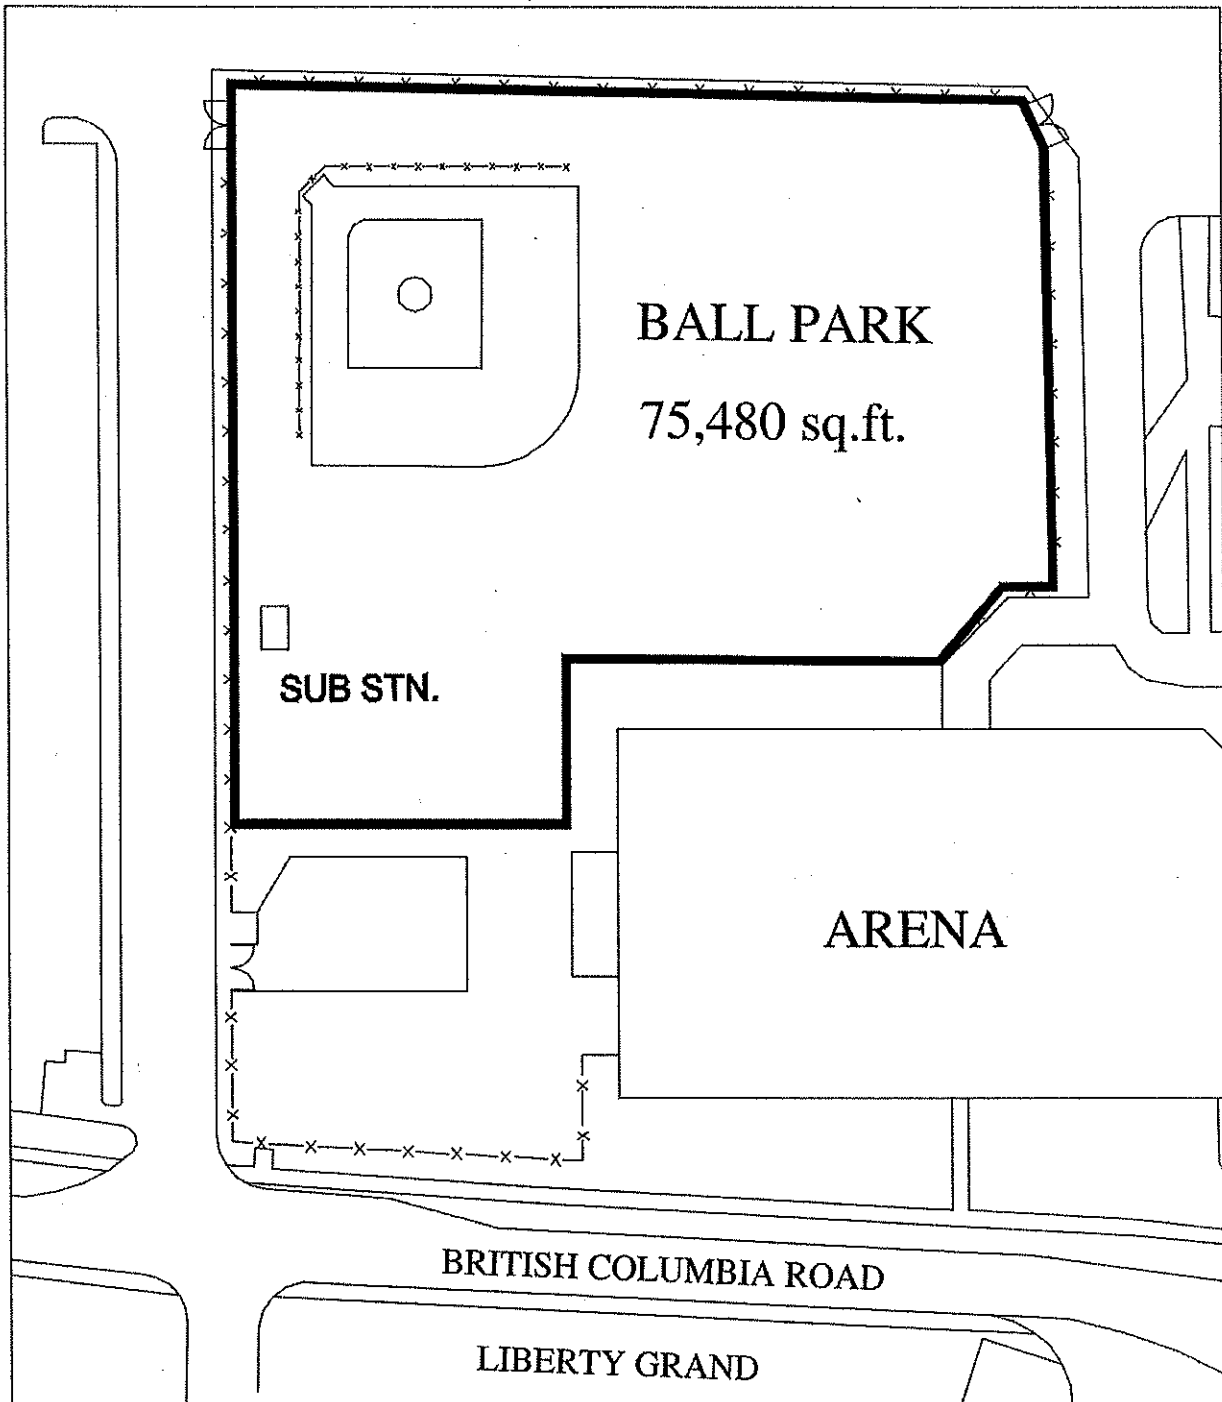 BALL PARK
75,480 sq.ft.
SUB STN.
ARENA
BRITISH COLUMBIA ROAD
LIBERTY GRAND